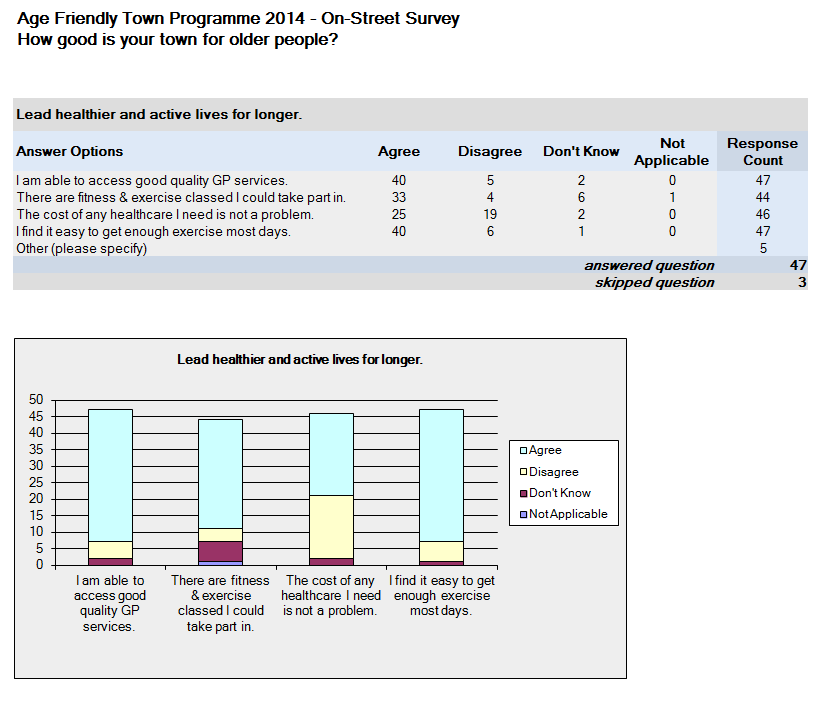 Age Friendly Town Programme 2014 - On-Street Survey
How good is your town for older people?
Lead healthier and active lives for longer.
Answer Options Agree Disagree Don't Know Not Applicable Response Count
I am able to access good quality GP services. 40 5 2 0 47
There are fitness & exercise classed I could take part in. 33 4 6 1 44
The cost of any healthcare I need is not a problem. 25 19 2 0 46
I find it easy to get enough exercise most days. 40 6 1 0 47
Other (please specify) 5
answered question 47
skipped question 3
Lead healthier and active lives for longer.
50
45
40
35
30
25
20
15
10
5
0
I am able to
access good
quality GP
services.
There are fitness
& exercise
classed I could
take part in.
The cost of any
healthcare I need
is not a problem.
I find it easy to get
enough exercise
most days.
Agree
Disagree
Don't Know
Not Applicable